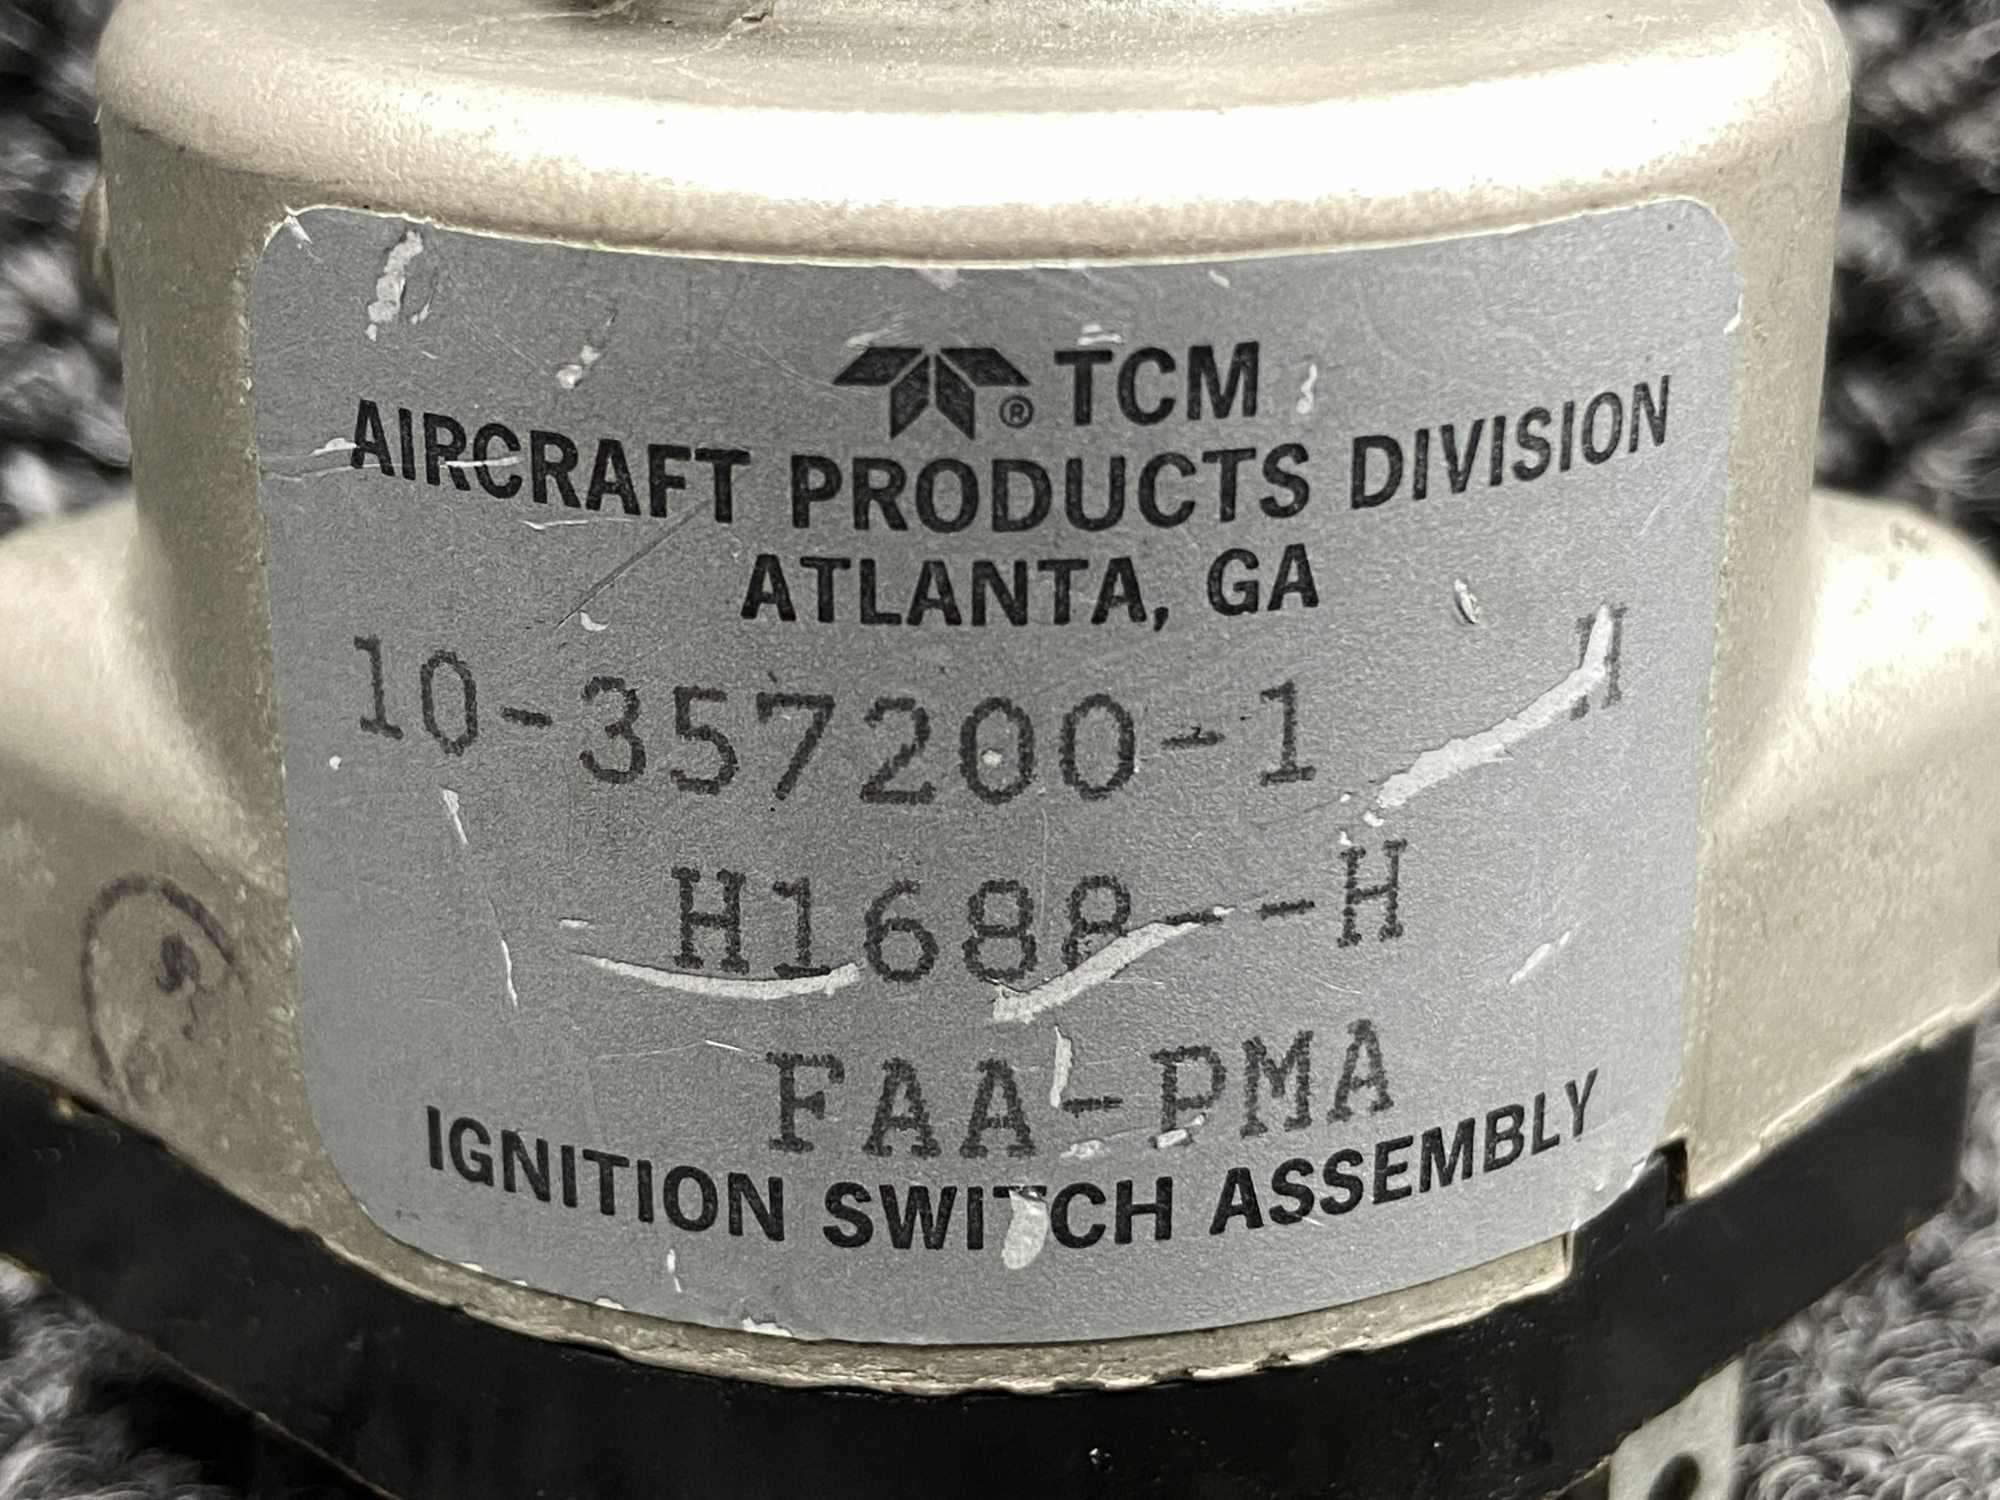 ® TCM
AIRCRAFT PRODUCTS DIVISION
ATLANTA, GA
10-357200-1 H
H1688--H
FAA-PMA
IGNITION SWITCH ASSEMBLY